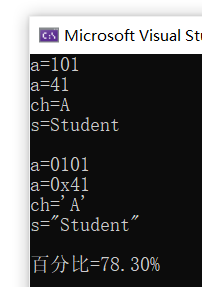 Microsoft Visual Stu
a=101
a=41
ch=A
s=Student
a=0101
a=0x41
ch='A'
s="Student"
百分比=78.30%